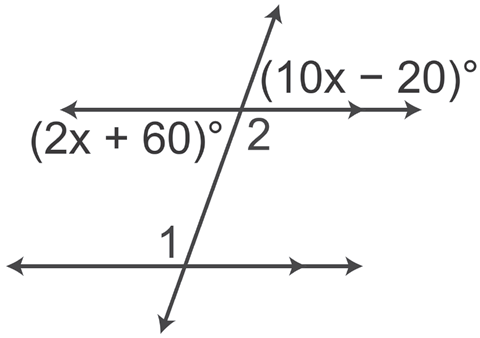 (10x − 20)°
(2x + 60)°
2
1